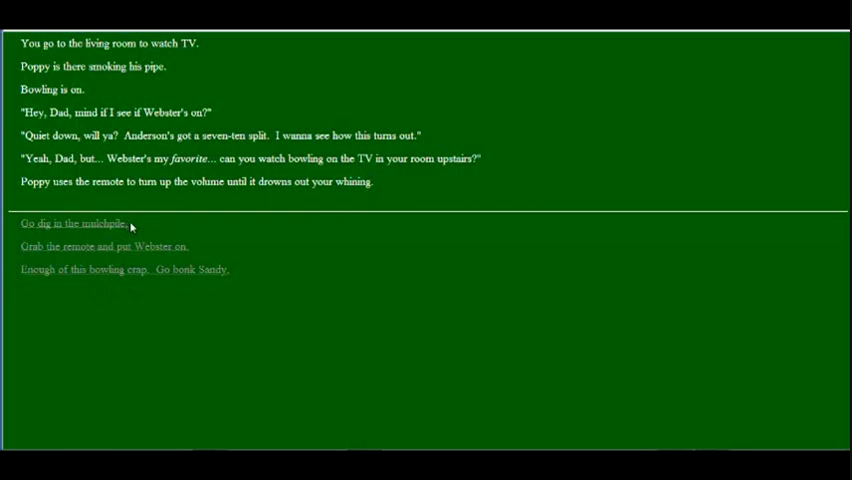 You go to the living room to watch TV.
Poppy is there smoking his pipe.
Bowling is on.
"Hey, Dad, mind if I see if Webster's on?"
"Quiet down, will ya?  Anderson's got a seven-ten split.  I wanna see how this turns out."
"Yeah, Dad, but... Webster's my favorite... can you watch bowling on the TV in your room upstairs?"
Poppy uses the remote to turn up the volume until it drowns out your whining.
Go dig in the mulchpile.
Grab the remote and put Webster on.
Enough of this bowling crap.  Go bonk Sandy.